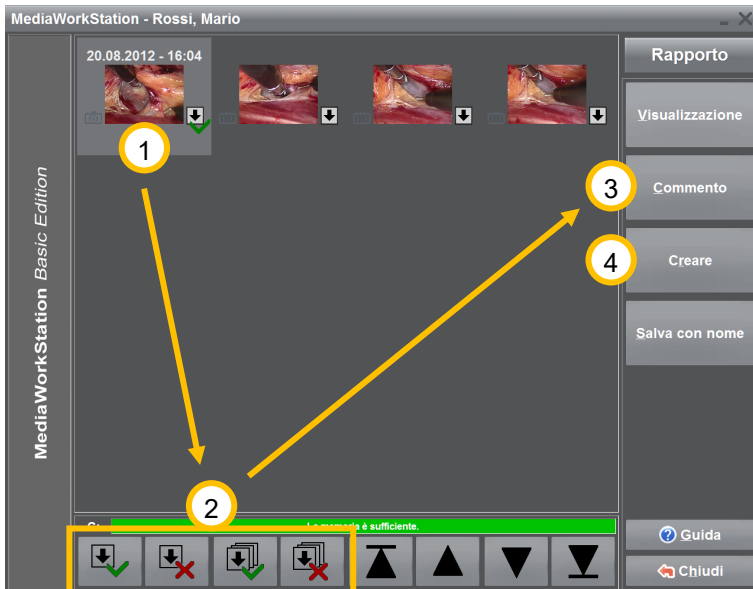 MediaWorkStation - Rossi, Mario
20.08.2012 - 16:04
1
2
3
4
MediaWorkStation Basic Edition
C:
La memoria è sufficiente.
Rapporto
Visualizzazione
Commento
Creare
Salva con nome
Guida
Chiudi